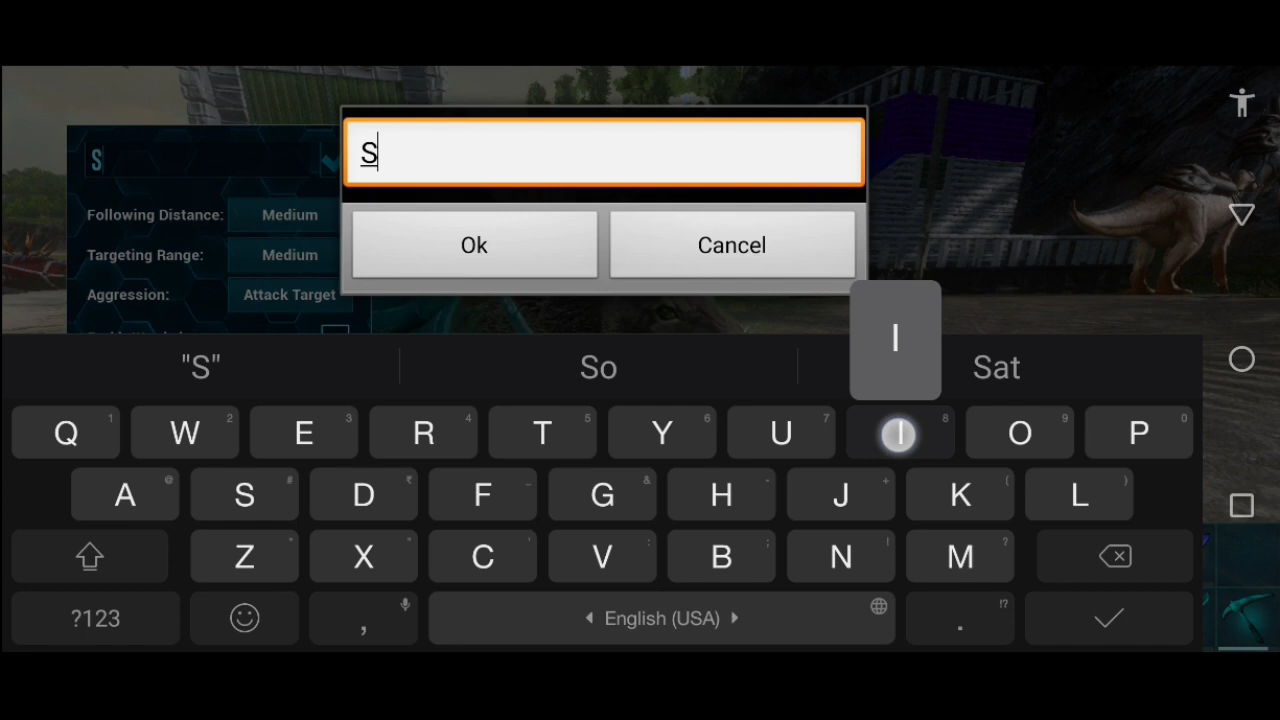 S
S
Ok
Cancel
Following Distance: Medium
Targeting Range: Medium
Aggression: Attack Target
I
"S" So Sat
Q 1 W 2 E 3 R 4 T 5 Y 6 U 7 I 8 O 9 P 0
A @ S # D ₹ F _ G & H - J + K ( L )
Z X C V : B ; N ! M ?
?123 , English (USA) . !?